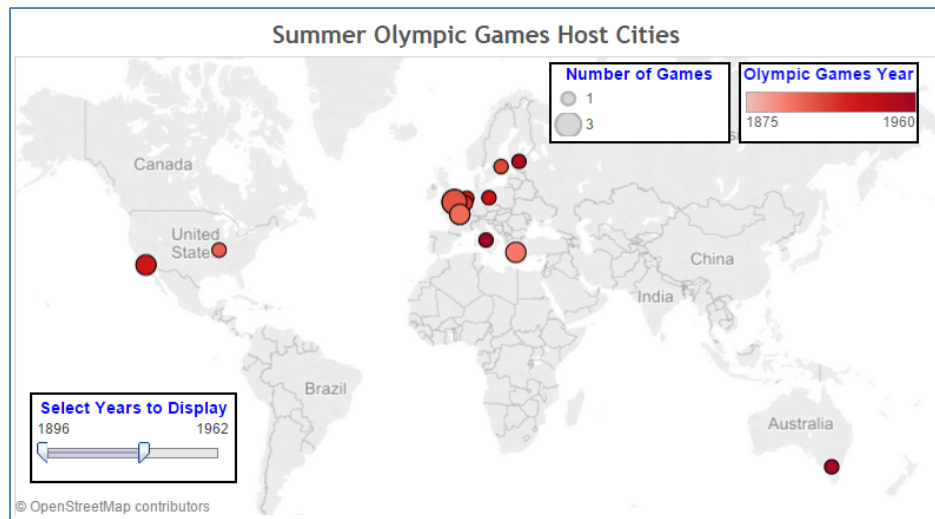 Summer Olympic Games Host Cities
Number of Games
1
3
Olympic Games Year
1875 1960
Canada
United
States
China
India
Brazil
Australia
Select Years to Display
1896 1962
© OpenStreetMap contributors